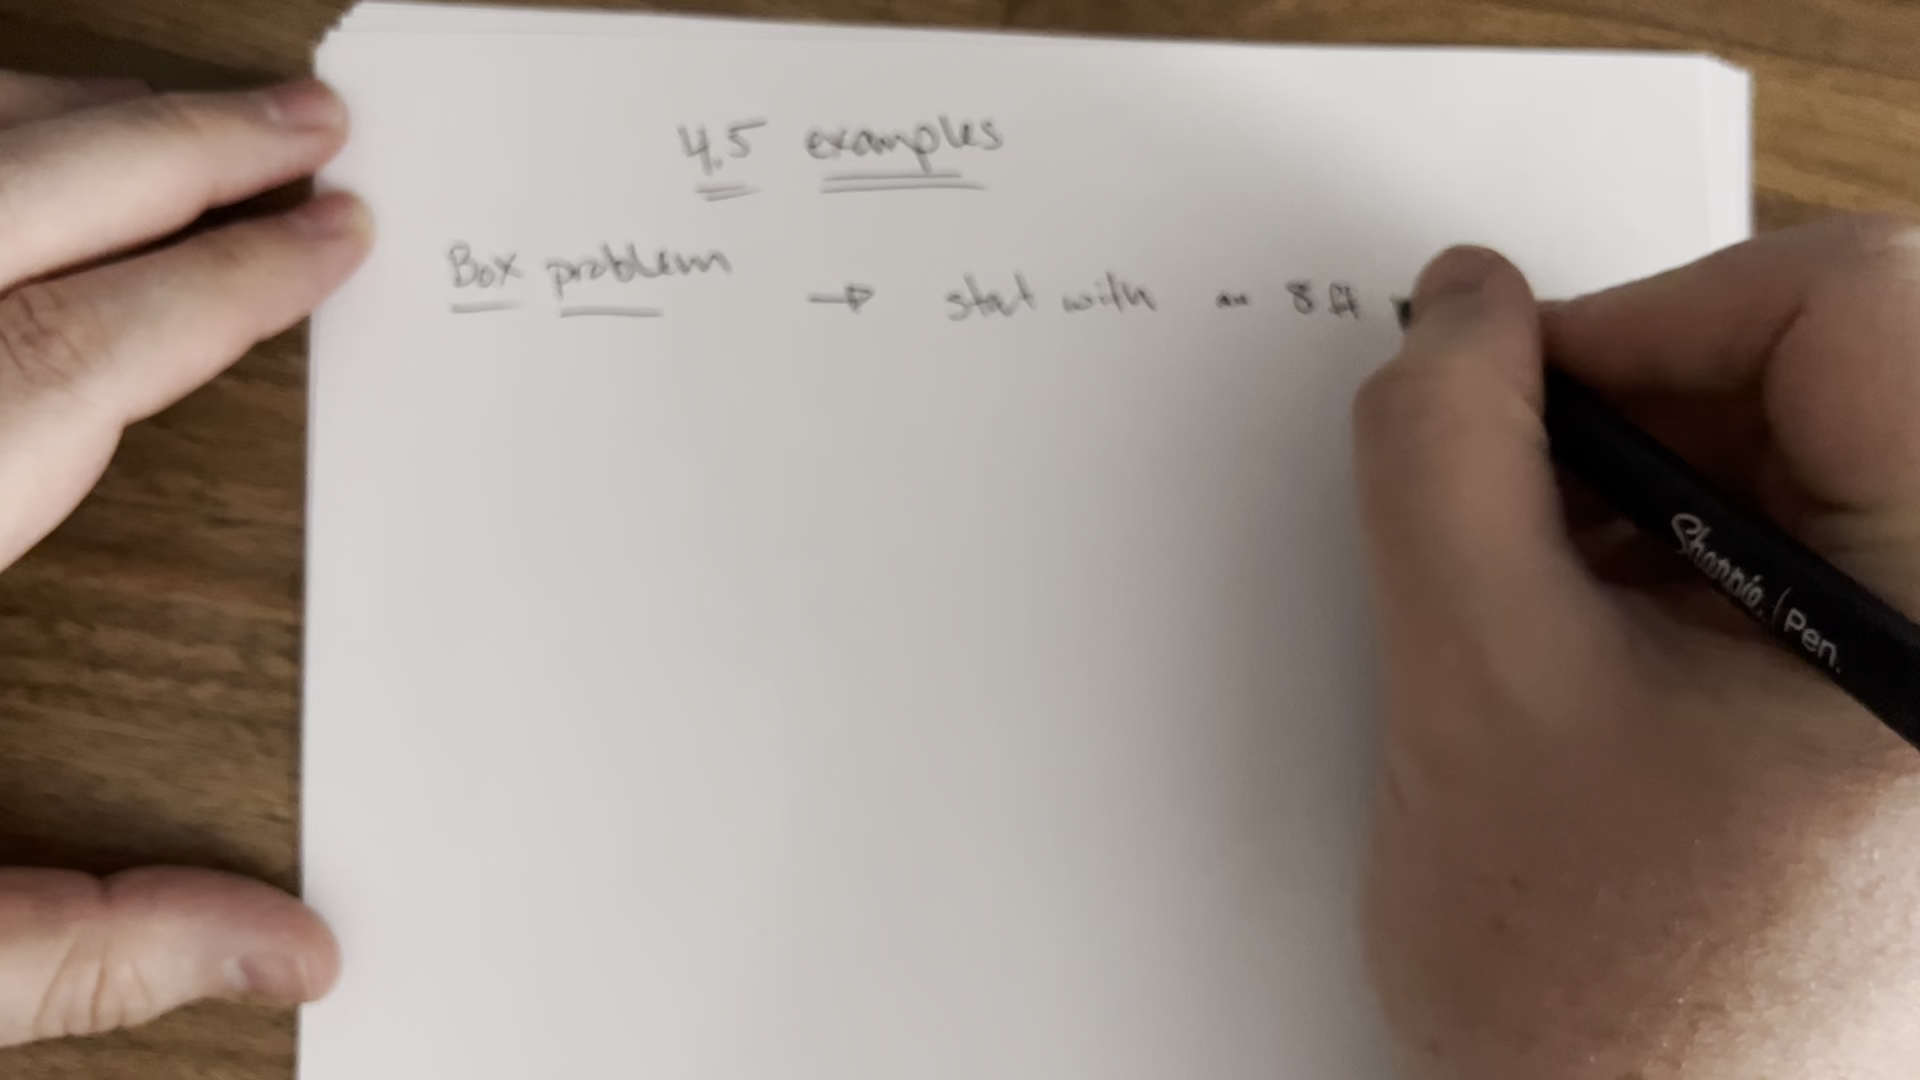 4.5 examples
Box problem → start with an 8 ft
Sharpie. | Pen.